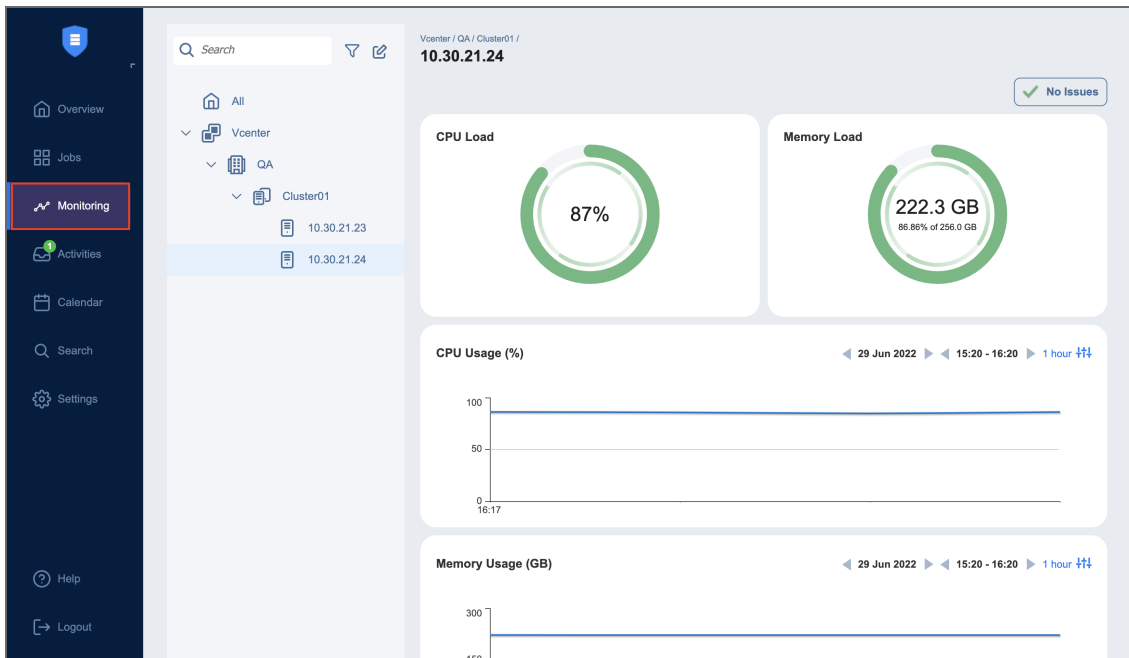 Overview
Jobs
Monitoring
1
Activities
Calendar
Search
Settings
Help
Logout
Search
All
Vcenter
QA
Cluster01
10.30.21.23
10.30.21.24
Vcenter / QA / Cluster01 /
10.30.21.24
No Issues
CPU Load
87%
Memory Load
222.3 GB
86.86% of 256.0 GB
CPU Usage (%)
29 Jun 2022 15:20 - 16:20 1 hour
100
50
0
16:17
Memory Usage (GB)
29 Jun 2022 15:20 - 16:20 1 hour
300
150